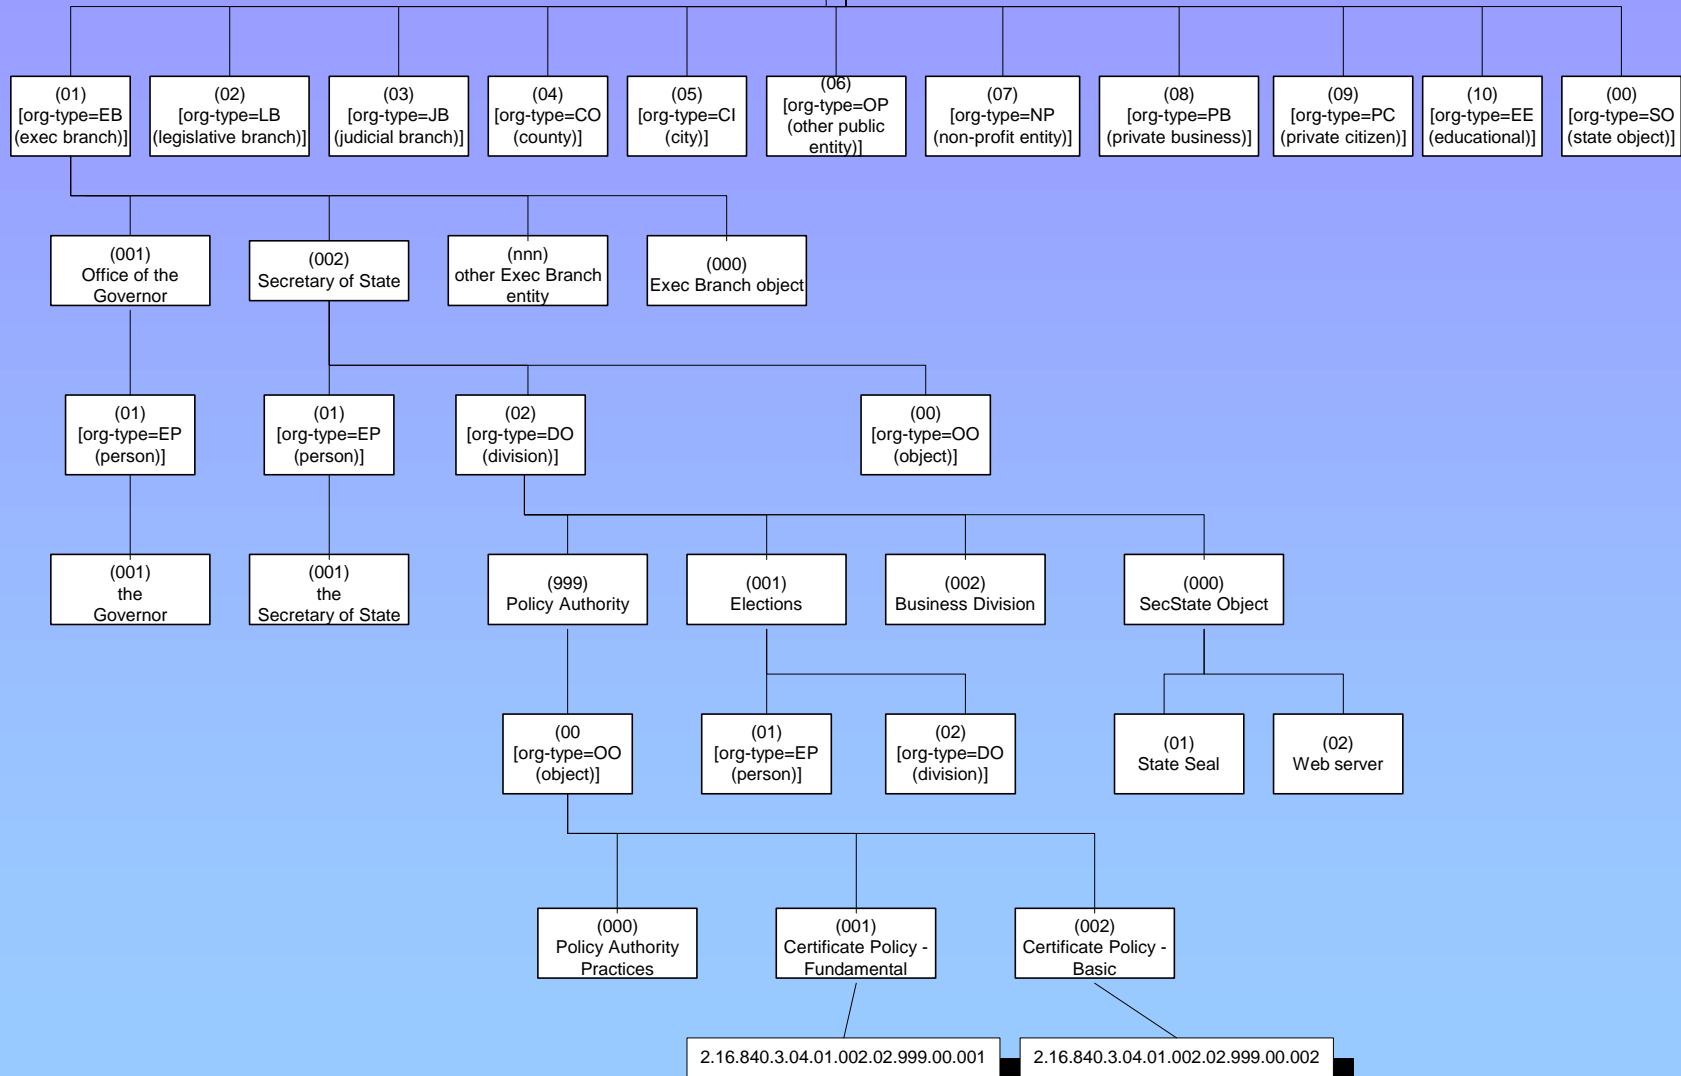 (01)
[org-type=EB
(exec branch)]
(02)
[org-type=LB
(legislative branch)]
(03)
[org-type=JB
(judicial branch)]
(04)
[org-type=CO
(county)]
(05)
[org-type=CI
(city)]
(06)
[org-type=OP
(other public
entity)]
(07)
[org-type=NP
(non-profit entity)]
(08)
[org-type=PB
(private business)]
(09)
[org-type=PC
(private citizen)]
(10)
[org-type=EE
(educational)]
(00)
[org-type=SO
(state object)]
(001)
Office of the
Governor
(002)
Secretary of State
(nnn)
other Exec Branch
entity
(000)
Exec Branch object
(01)
[org-type=EP
(person)]
(01)
[org-type=EP
(person)]
(02)
[org-type=DO
(division)]
(00)
[org-type=OO
(object)]
(001)
the
Governor
(001)
the
Secretary of State
(999)
Policy Authority
(001)
Elections
(002)
Business Division
(000)
SecState Object
(00
[org-type=OO
(object)]
(01)
[org-type=EP
(person)]
(02)
[org-type=DO
(division)]
(01)
State Seal
(02)
Web server
(000)
Policy Authority
Practices
(001)
Certificate Policy -
Fundamental
(002)
Certificate Policy -
Basic
2.16.840.3.04.01.002.02.999.00.001
2.16.840.3.04.01.002.02.999.00.002